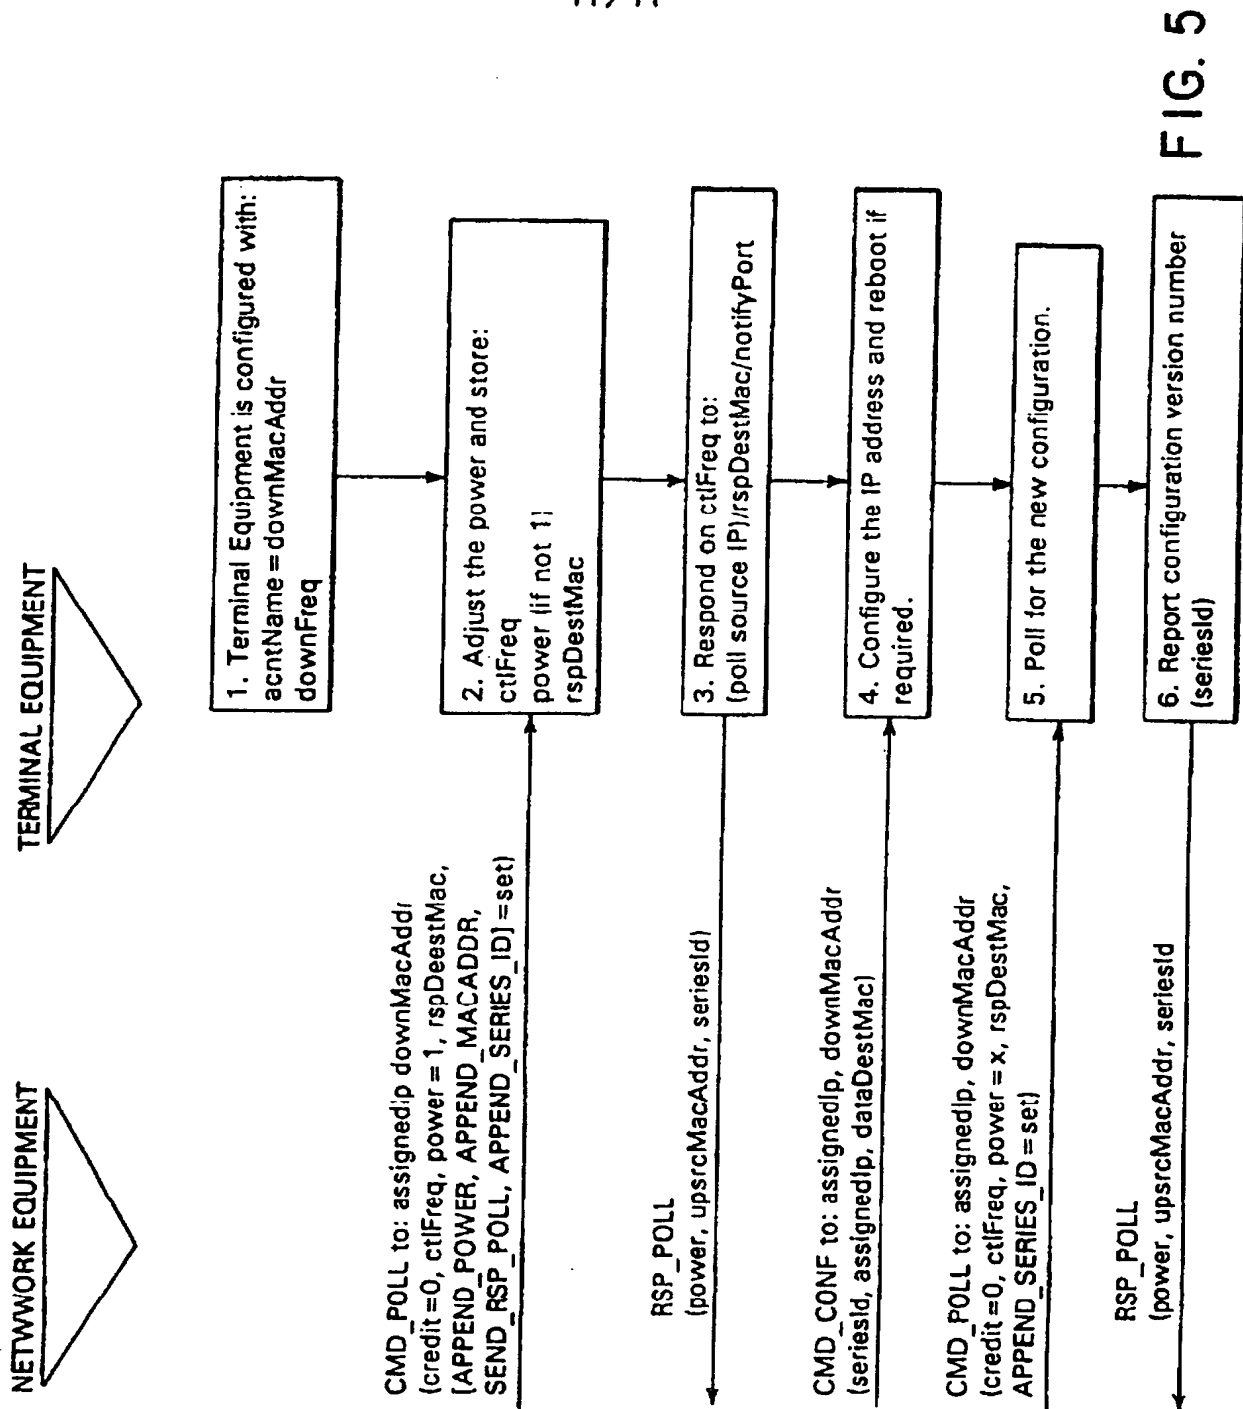 NETWWORK EQUIPMENT
TERMINAL EQUIPMENT
1. Terminal Equipment is configured with:
acntName = downMacAddr
downFreq
CMD_POLL to: assignedIp downMacAddr
(credit = 0, ctlFreq, power = 1, rspDeestMac,
[APPEND_POWER, APPEND_MACADDR,
SEND_RSP_POLL, APPEND_SERIES_ID] = set)
2. Adjust the power and store:
ctlFreq
power (if not 1)
rspDestMac
RSP_POLL
(power, upsrcMacAddr, seriesId)
3. Respond on ctlFreq to:
(poll source IP)/rspDestMac/notifyPort
CMD_CONF to: assignedIp, downMacAddr
(seriesId, assignedIp, dataDestMac)
4. Configure the IP address and reboot if
required.
CMD_POLL to: assignedIp, downMacAddr
(credit = 0, ctlFreq, power = x, rspDestMac,
APPEND_SERIES_ID = set)
5. Poll for the new configuration.
RSP_POLL
(power, upsrcMacAddr, seriesId
6. Report configuration version number
(seriesId)
FIG. 5